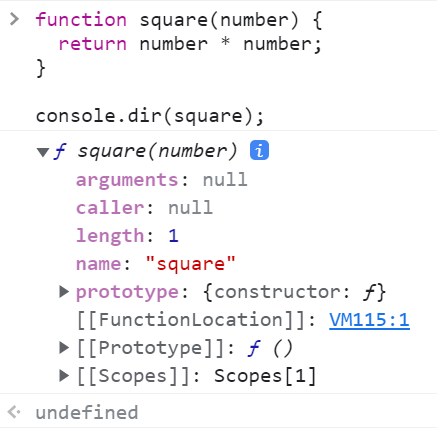 > function square(number) {
  return number * number;
}
console.dir(square);
▼ ƒ square(number) i
arguments: null
caller: null
length: 1
name: "square"
▶ prototype: {constructor: ƒ}
[[FunctionLocation]]: VM115:1
▶ [[Prototype]]: ƒ ()
▶ [[Scopes]]: Scopes[1]
undefined